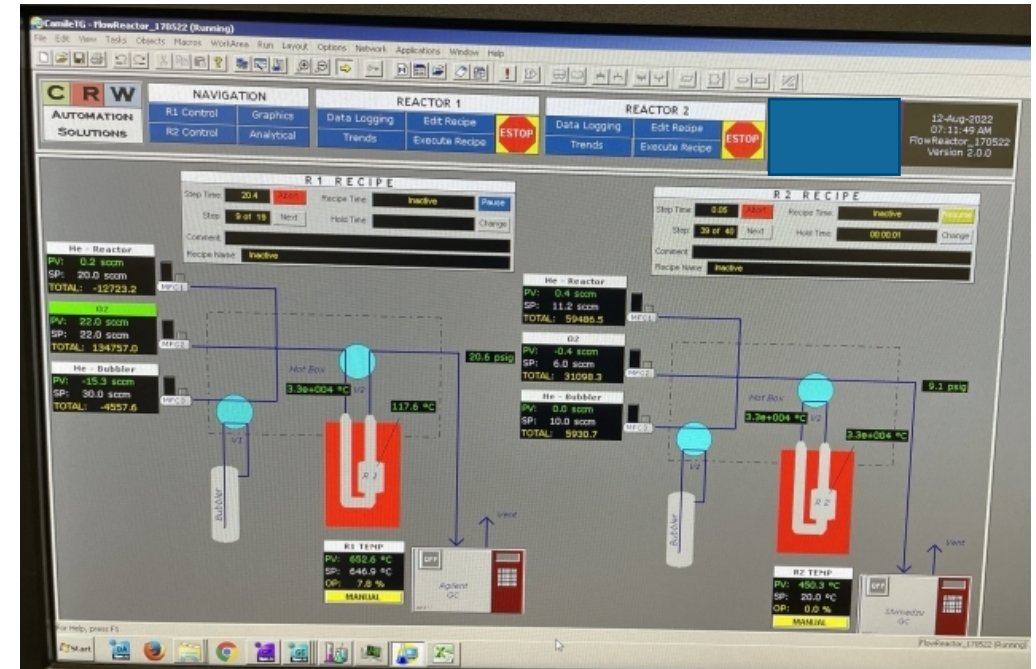 CamileTG - FlowReactor_170522 (Running)
File Edit View Tasks Objects Macros WorkArea Run Layout Options Network Applications Window Help
CRW
AUTOMATION
SOLUTIONS
NAVIGATION
R1 Control Graphics
R2 Control Analytical
REACTOR 1
Data Logging Edit Recipe
Trends Execute Recipe
ESTOP
REACTOR 2
Data Logging Edit Recipe
Trends Execute Recipe
ESTOP
12-Aug-2022
07:11:49 AM
FlowReactor_170522
Version 2.0.0
R1 RECIPE
Step Time: 20.4 Abort Recipe Time: Inactive Pause
Step: 9 of 19 Next Hold Time: Change
Comment:
Recipe Name: Inactive
R2 RECIPE
Step Time: 0.05 Abort Recipe Time: Inactive Resume
Step: 39 of 40 Next Hold Time: 00:00:01 Change
Comment:
Recipe Name: Inactive
He - Reactor
PV: 0.2 sccm
SP: 20.0 sccm
TOTAL: -12723.2
MFC1
O2
PV: 22.0 sccm
SP: 22.0 sccm
TOTAL: 134757.0
MFC2
He - Bubbler
PV: -15.3 sccm
SP: 30.0 sccm
TOTAL: -4557.6
MFC3
20.6 psig
Hot Box
V2
3.3e+004 °C
117.6 °C
V1
Bubbler
R 1
Vent
R1 TEMP
PV: 652.6 °C
SP: 646.9 °C
OP: 7.8 %
MANUAL
OFF
Agilent
GC
He - Reactor
PV: 0.4 sccm
SP: 11.2 sccm
TOTAL: 59486.5
MFC1
O2
PV: -0.4 sccm
SP: 6.0 sccm
TOTAL: 31098.3
MFC2
He - Bubbler
PV: 0.0 sccm
SP: 10.0 sccm
TOTAL: 5930.7
MFC3
9.1 psig
Hot Box
V2
3.3e+004 °C
3.3e+004 °C
V1
Bubbler
R 2
Vent
R2 TEMP
PV: 450.3 °C
SP: 20.0 °C
OP: 0.0 %
MANUAL
OFF
Shimadzu
GC
For Help, press F1
FlowReactor_170522 (Running)
Start